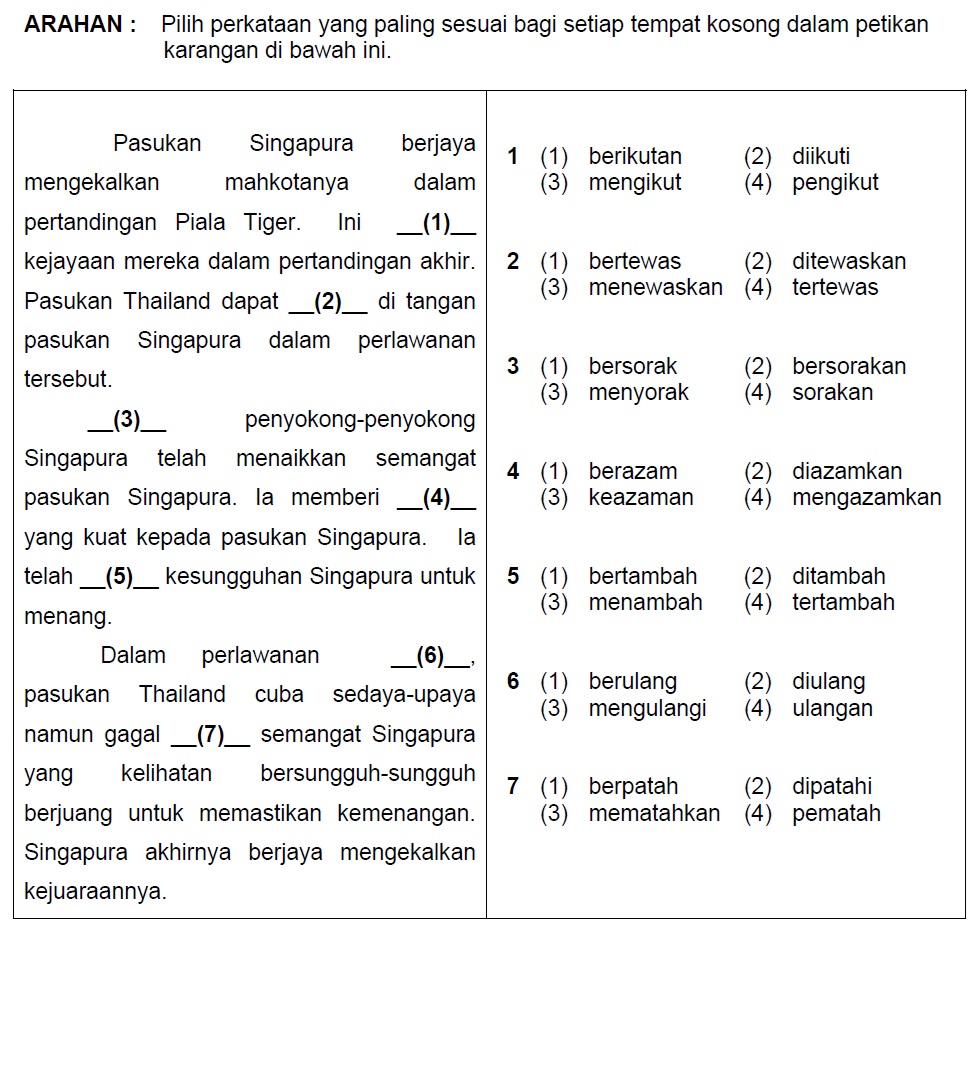 ARAHAN : Pilih perkataan yang paling sesuai bagi setiap tempat kosong dalam petikan
karangan di bawah ini.
Pasukan Singapura berjaya
mengekalkan mahkotanya dalam
pertandingan Piala Tiger. Ini __(1)__
kejayaan mereka dalam pertandingan akhir.
Pasukan Thailand dapat __(2)__ di tangan
pasukan Singapura dalam perlawanan
tersebut.
__(3)__ penyokong-penyokong
Singapura telah menaikkan semangat
pasukan Singapura. Ia memberi __(4)__
yang kuat kepada pasukan Singapura. Ia
telah __(5)__ kesungguhan Singapura untuk
menang.
Dalam perlawanan __(6)__,
pasukan Thailand cuba sedaya-upaya
namun gagal __(7)__ semangat Singapura
yang kelihatan bersungguh-sungguh
berjuang untuk memastikan kemenangan.
Singapura akhirnya berjaya mengekalkan
kejuaraannya.
1 (1) berikutan (2) diikuti
(3) mengikut (4) pengikut
2 (1) bertewas (2) ditewaskan
(3) menewaskan (4) tertewas
3 (1) bersorak (2) bersorakan
(3) menyorak (4) sorakan
4 (1) berazam (2) diazamkan
(3) keazaman (4) mengazamkan
5 (1) bertambah (2) ditambah
(3) menambah (4) tertambah
6 (1) berulang (2) diulang
(3) mengulangi (4) ulangan
7 (1) berpatah (2) dipatahi
(3) mematahkan (4) pematah